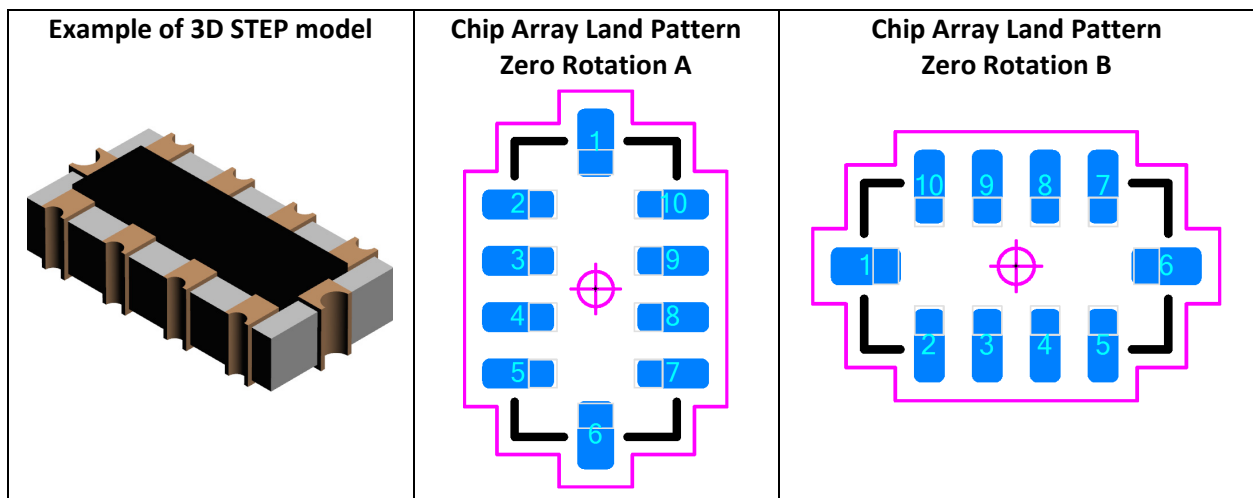 Example of 3D STEP model
Chip Array Land Pattern
Zero Rotation A
1
2 10
3 9
4 8
5 7
6
Chip Array Land Pattern
Zero Rotation B
10 9 8 7
1 6
2 3 4 5